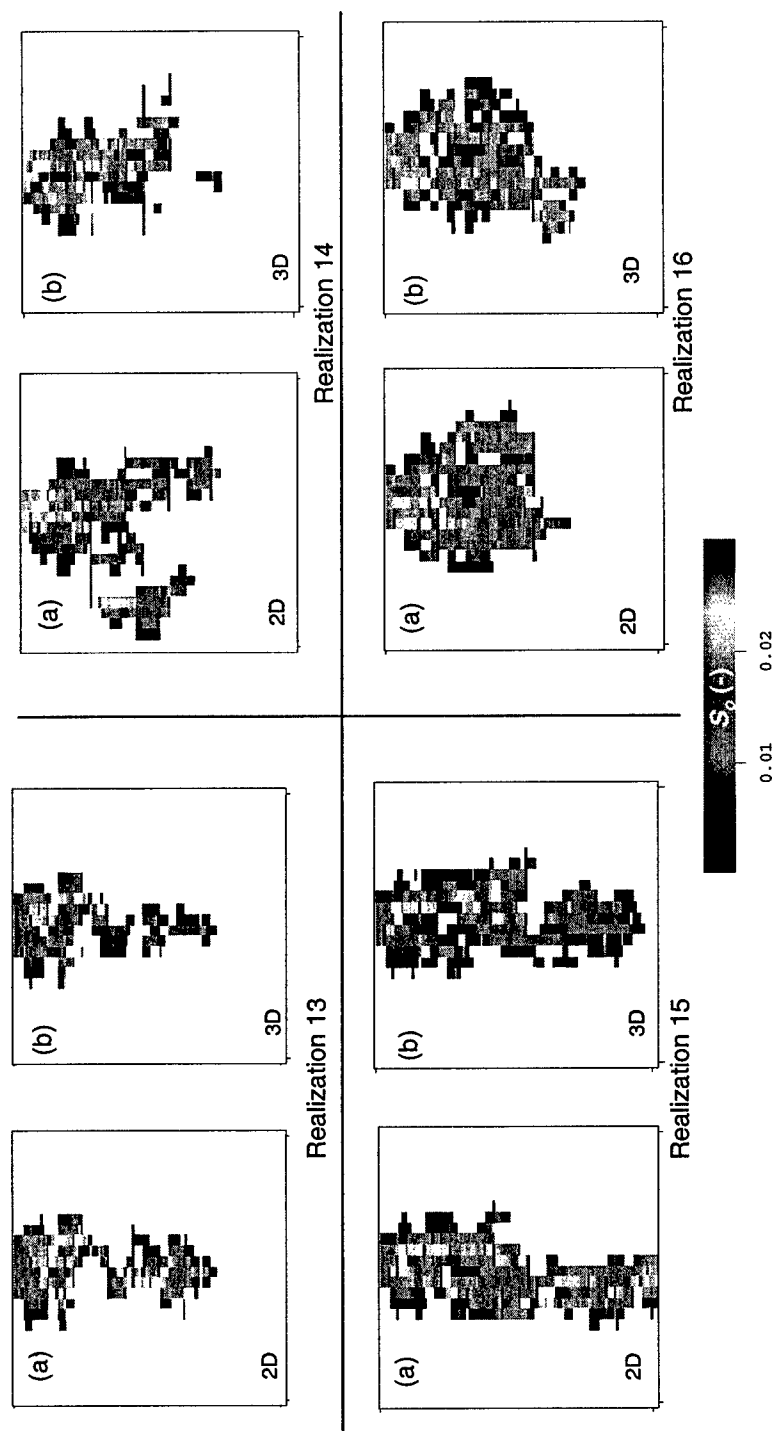 (a)
2D
(b)
3D
Realization 13
(a)
2D
(b)
3D
Realization 14
(a)
2D
(b)
3D
Realization 15
(a)
2D
(b)
3D
Realization 16
So (-)
0.01 0.02